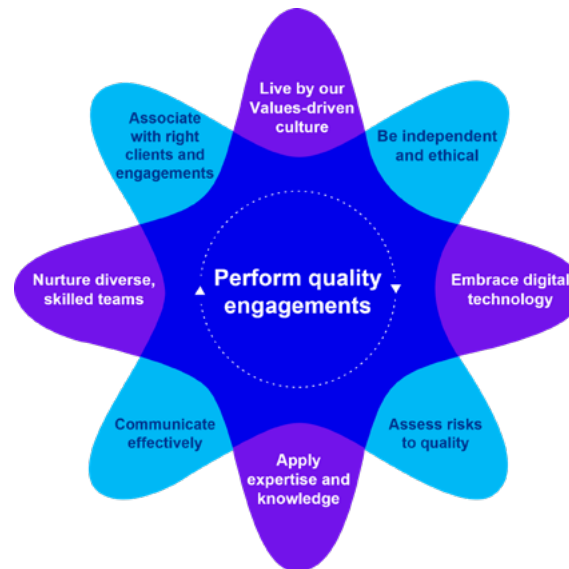 Live by our
Values-driven
culture
Associate
with right
clients and
engagements
Be independent
and ethical
Nurture diverse,
skilled teams
Perform quality
engagements
Embrace digital
technology
Communicate
effectively
Assess risks
to quality
Apply
expertise and
knowledge